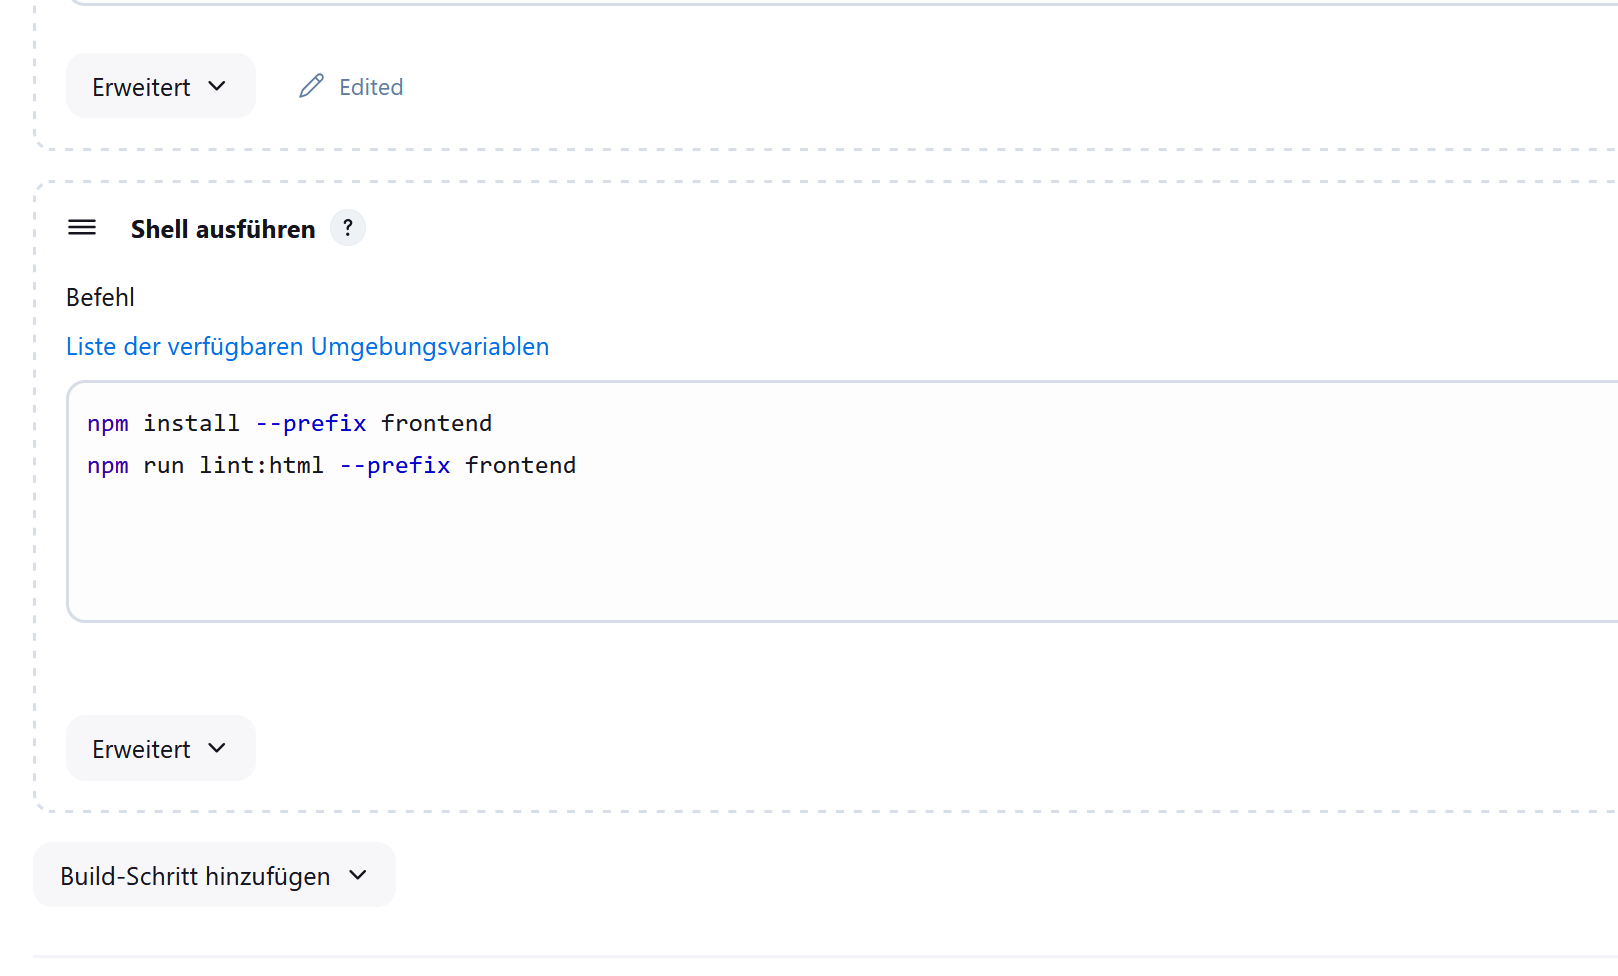 Erweitert
Edited
Shell ausführen ?
Befehl
Liste der verfügbaren Umgebungsvariablen
npm install --prefix frontend
npm run lint:html --prefix frontend
Erweitert
Build-Schritt hinzufügen